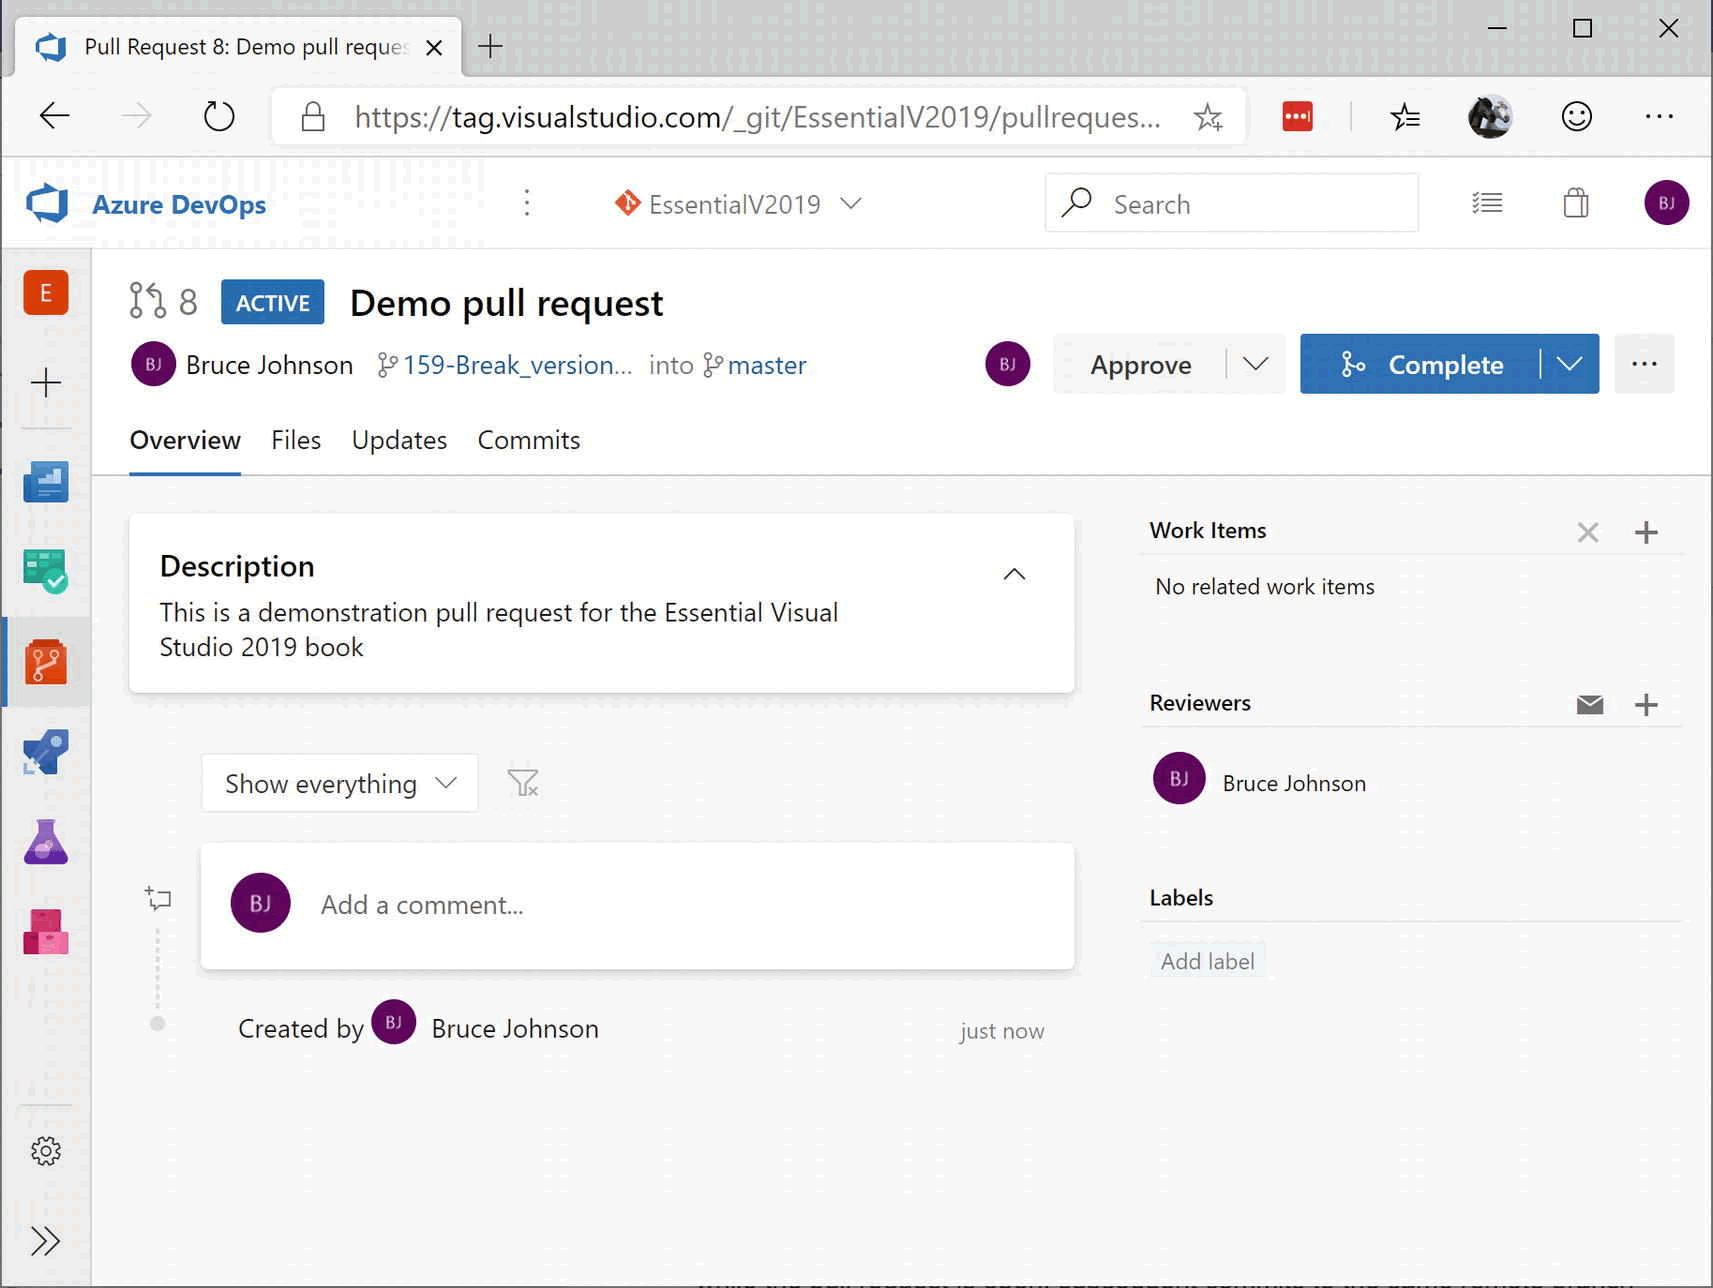 Pull Request 8: Demo pull reques
https://tag.visualstudio.com/_git/EssentialV2019/pullreques...
Azure DevOps
EssentialV2019
Search
BJ
E
8
ACTIVE
Demo pull request
BJ
Bruce Johnson
159-Break_version...
into
master
BJ
Approve
Complete
Overview
Files
Updates
Commits
Description
This is a demonstration pull request for the Essential Visual
Studio 2019 book
Work Items
No related work items
Reviewers
BJ
Bruce Johnson
Show everything
BJ
Add a comment...
Labels
Add label
Created by
BJ
Bruce Johnson
just now